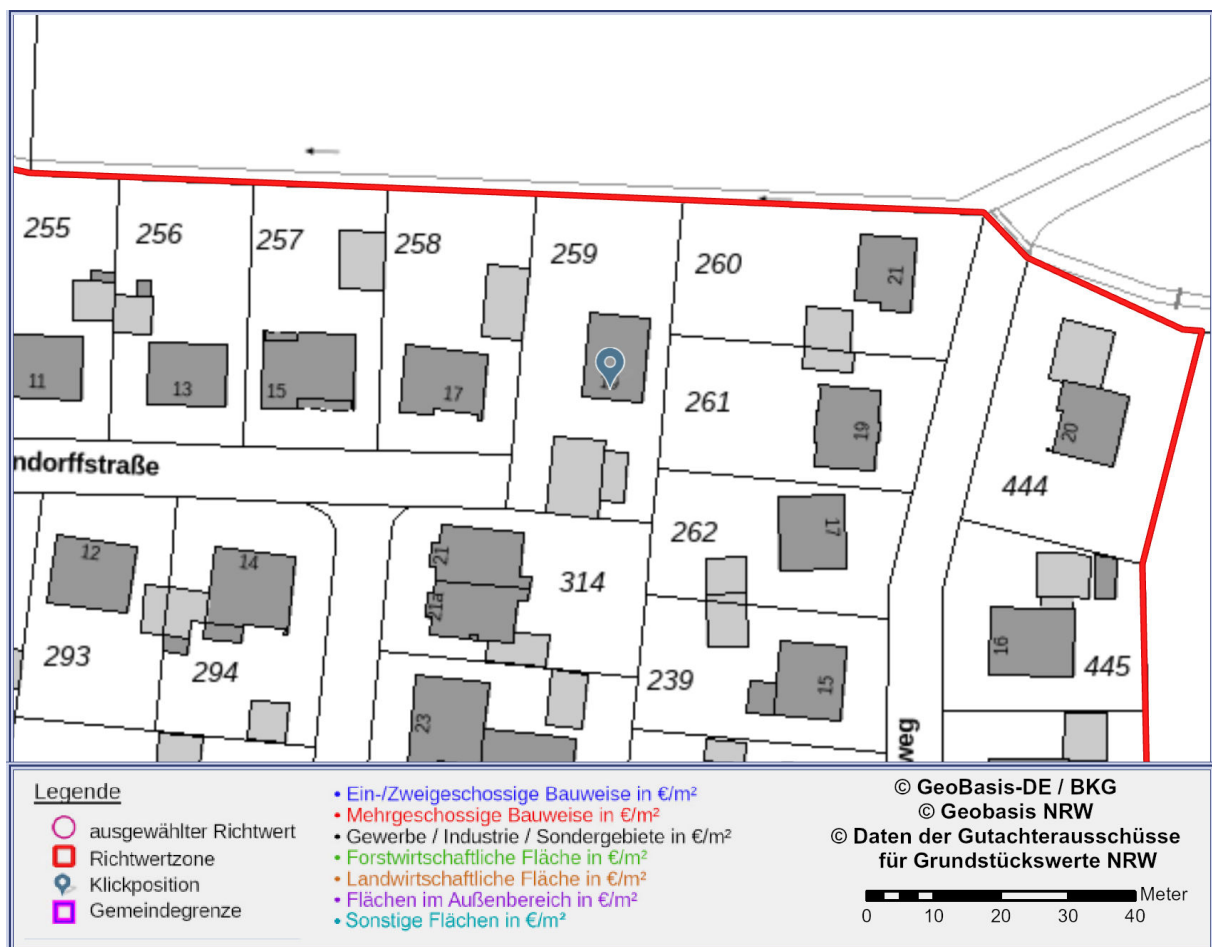 255
256
257
258
259
260
21
11
13
15
17
261
19
20
ndorffstraße
444
262
17
12
14
21
21a
314
293
294
239
15
16
445
23
weg
Legende
ausgewählter Richtwert
Richtwertzone
Klickposition
Gemeindegrenze
• Ein-/Zweigeschossige Bauweise in €/m²
• Mehrgeschossige Bauweise in €/m²
• Gewerbe / Industrie / Sondergebiete in €/m²
• Forstwirtschaftliche Fläche in €/m²
• Landwirtschaftliche Fläche in €/m²
• Flächen im Außenbereich in €/m²
• Sonstige Flächen in €/m²
© GeoBasis-DE / BKG
© Geobasis NRW
© Daten der Gutachterausschüsse
für Grundstückswerte NRW
Meter
0 10 20 30 40